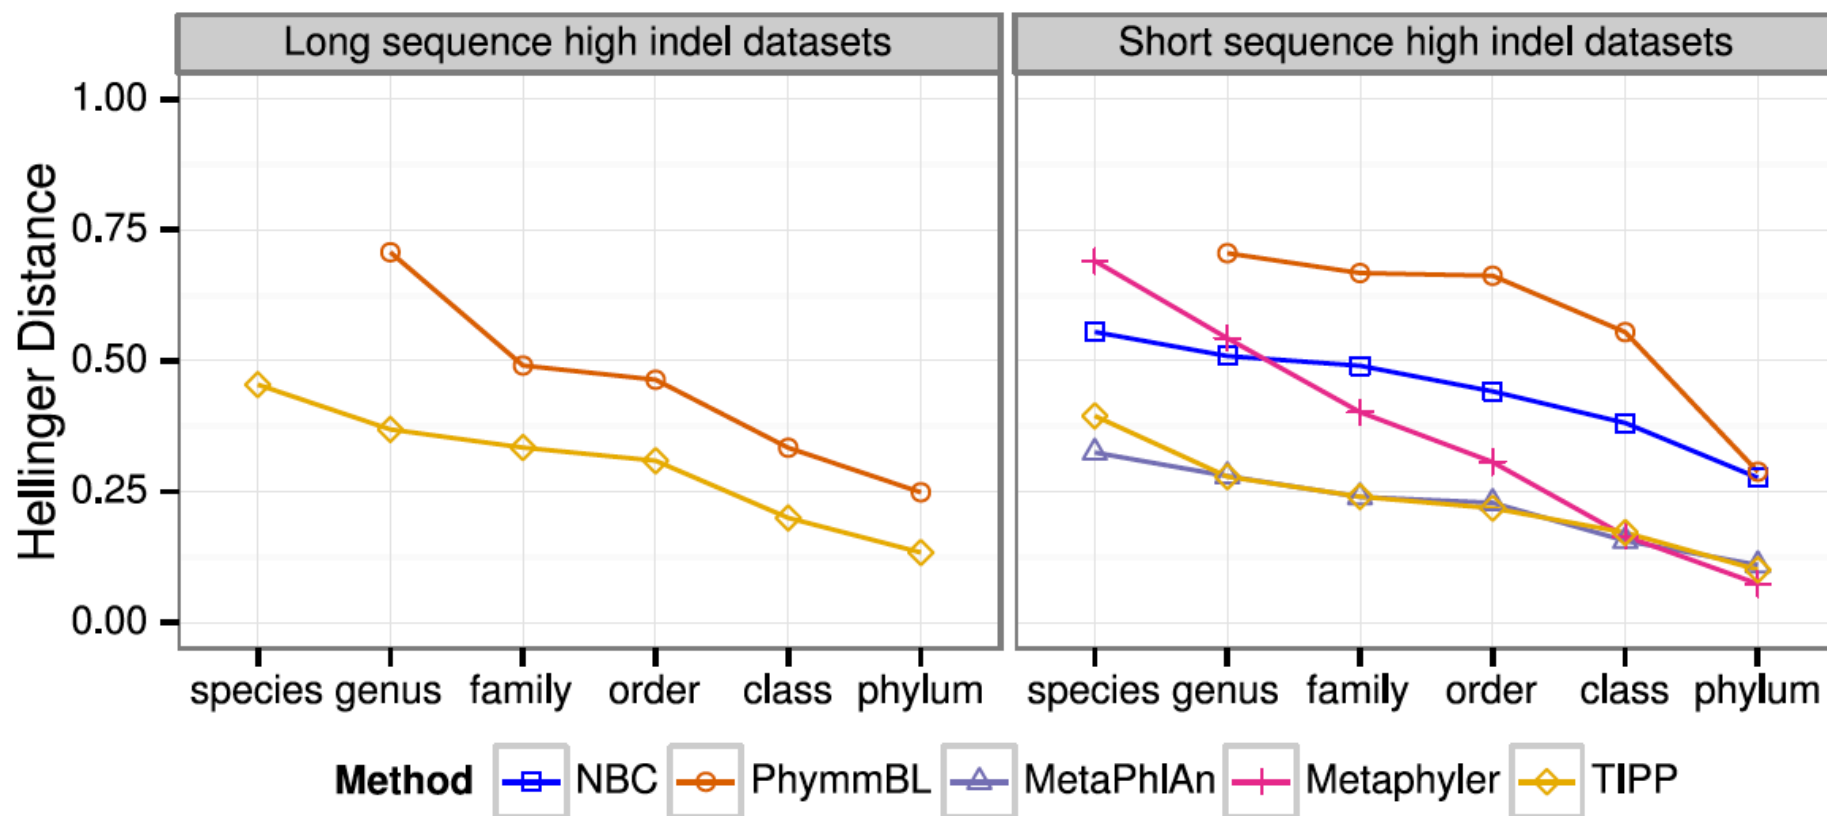 Long sequence high indel datasets
Short sequence high indel datasets
Hellinger Distance
1.00
0.75
0.50
0.25
0.00
species genus family order class phylum
species genus family order class phylum
Method NBC PhymmBL MetaPhlAn Metaphyler TIPP